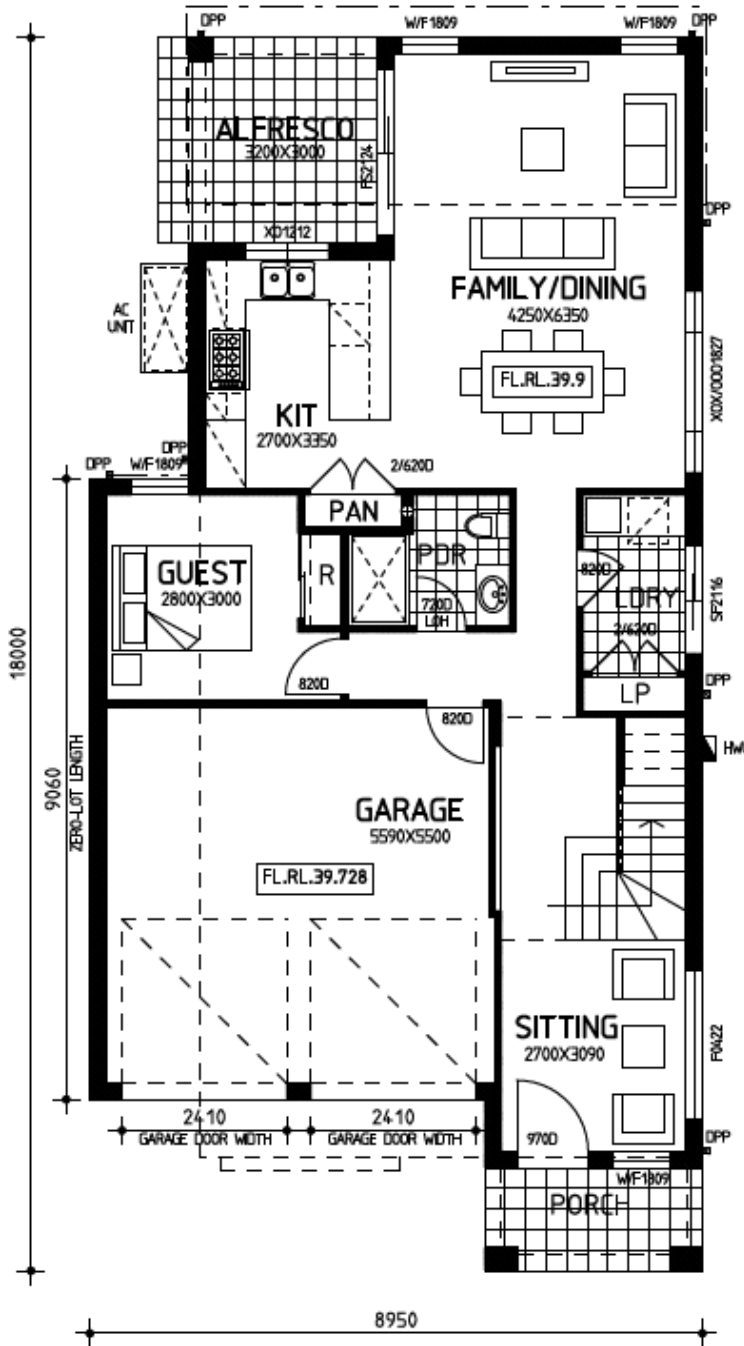 DPP
W/F1809
W/F1809
DPP
ALFRESCO
3200X3000
FS2124
DPP
XO1212
FAMILY/DINING
4250X6350
AC
UNIT
FL.RL.39.9
XOX/0001827
KIT
2700X3350
DPP
DPP
W/F1809
2/620D
PAN
PDR
GUEST
2800X3000
R
720D
LOH
820D
LDRY
2/620D
SF2116
820D
LP
DPP
820D
HW
18000
9060
ZERO-LOT LENGTH
GARAGE
5590X5500
FL.RL.39.728
SITTING
2700X3090
F0422
2410
GARAGE DOOR WIDTH
2410
GARAGE DOOR WIDTH
970D
DPP
W/F1809
PORCH
8950